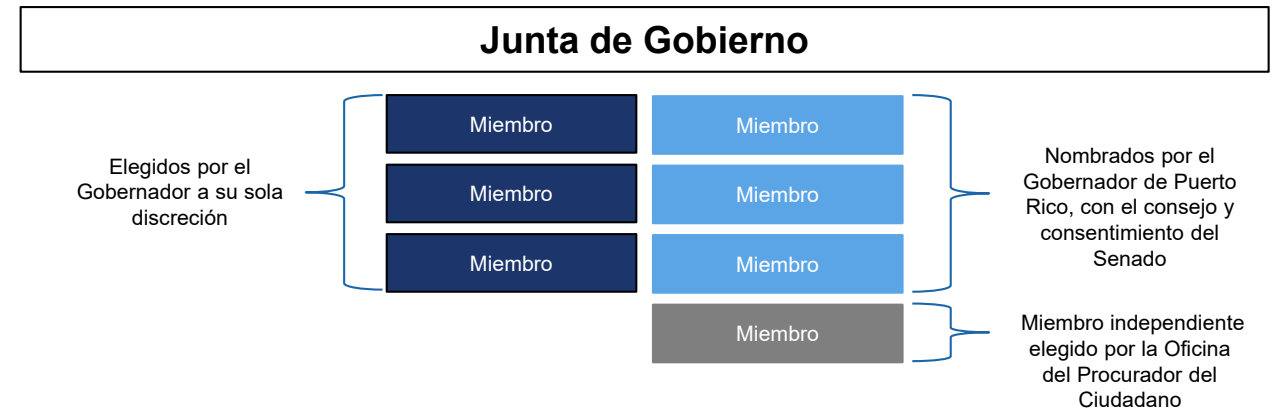 Junta de Gobierno
Elegidos por el
Gobernador a su sola
discreción
Miembro
Miembro
Miembro
Miembro
Miembro
Miembro
Miembro
Nombrados por el
Gobernador de Puerto
Rico, con el consejo y
consentimiento del
Senado
Miembro independiente
elegido por la Oficina
del Procurador del
Ciudadano